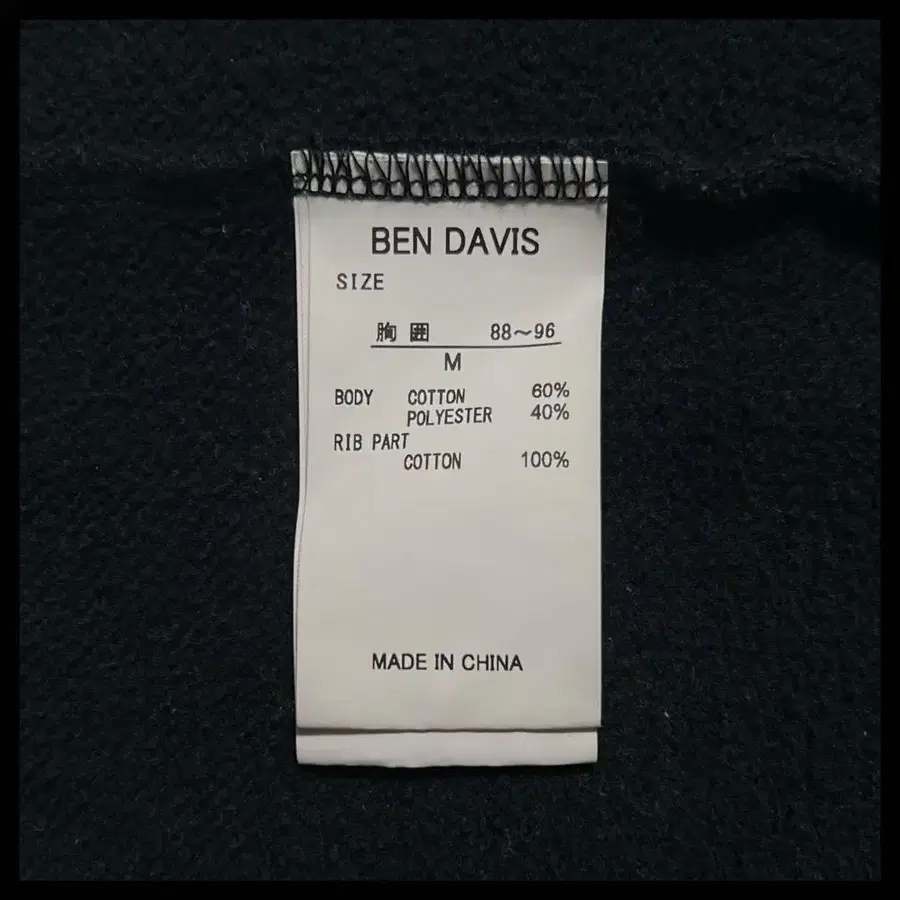 BEN DAVIS
SIZE
胸囲 88～96
M
BODY COTTON 60%
POLYESTER 40%
RIB PART
COTTON 100%
MADE IN CHINA